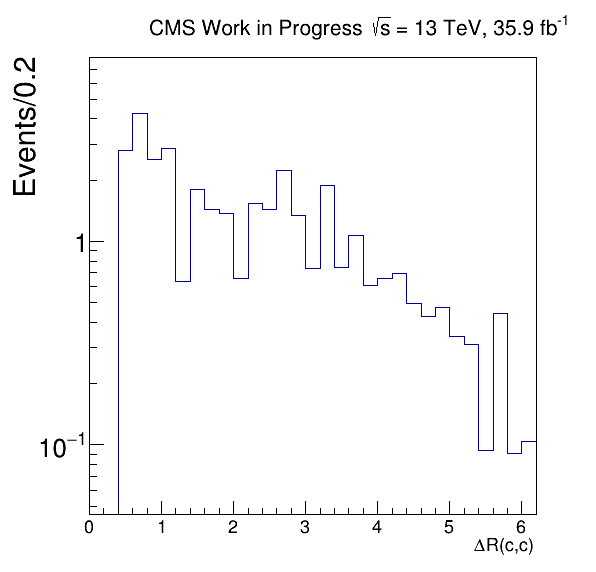 CMS Work in Progress √s = 13 TeV, 35.9 fb⁻¹
Events/0.2
1
10⁻¹
0 1 2 3 4 5 6
ΔR(c,c)